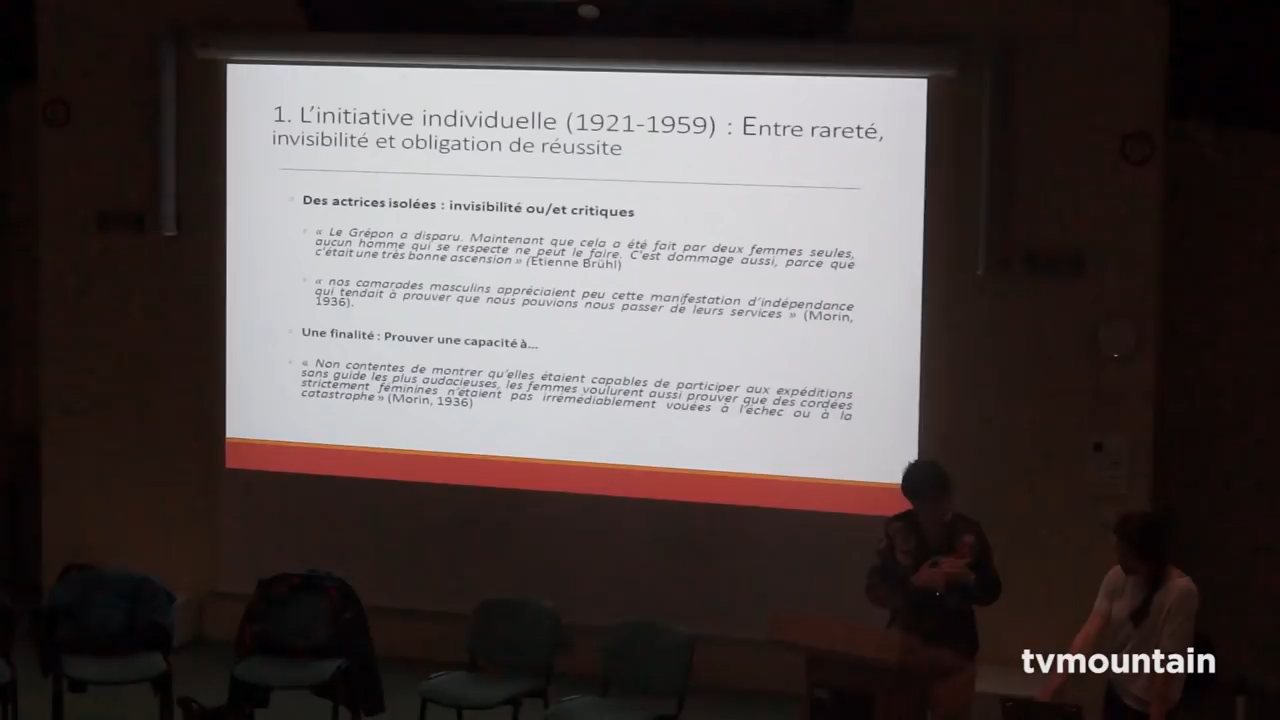 1. L'initiative individuelle (1921-1959) : Entre rareté,
invisibilité et obligation de réussite
Des actrices isolées : invisibilité ou/et critiques
« Le Grépon a disparu. Maintenant que cela a été fait par deux femmes seules,
aucun homme qui se respecte ne peut le faire. C'est dommage aussi, parce que
c'était une très bonne ascension » (Etienne Brühl)
« nos camarades masculins appréciaient peu cette manifestation d'indépendance
qui tendait à prouver que nous pouvions nous passer de leurs services » (Morin,
1936).
Une finalité : Prouver une capacité à...
« Non contentes de montrer qu'elles étaient capables de participer aux expéditions
sans guide les plus audacieuses, les femmes voulurent aussi prouver que des cordées
strictement féminines n'étaient pas irrémédiablement vouées à l'échec ou à la
catastrophe » (Morin, 1936)
tvmountain